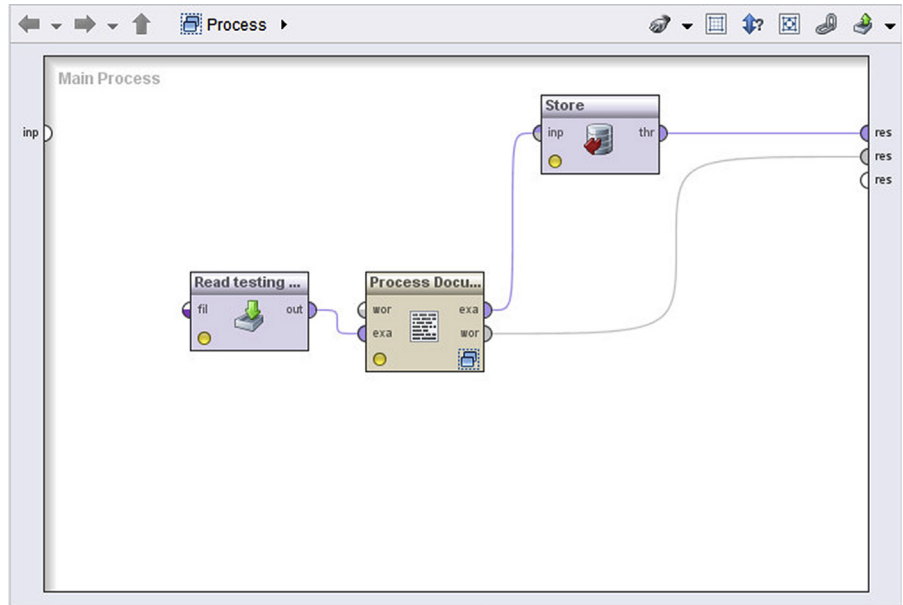 Process
Main Process
inp
Store
inp thr
res
res
res
Read testing ...
fil out
Process Docu...
wor exa
exa wor